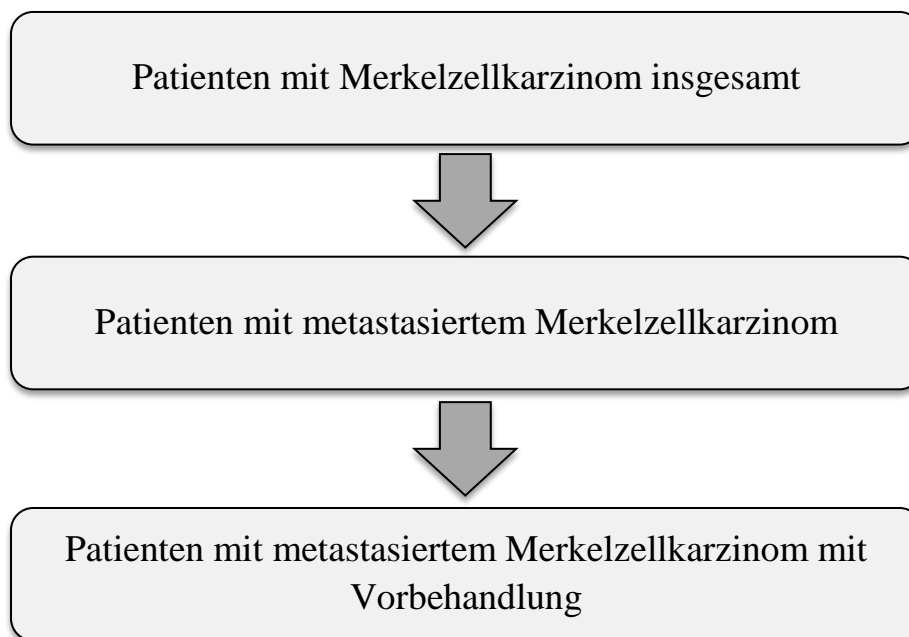 Patienten mit Merkelzellkarzinom insgesamt
Patienten mit metastasiertem Merkelzellkarzinom
Patienten mit metastasiertem Merkelzellkarzinom mit
Vorbehandlung